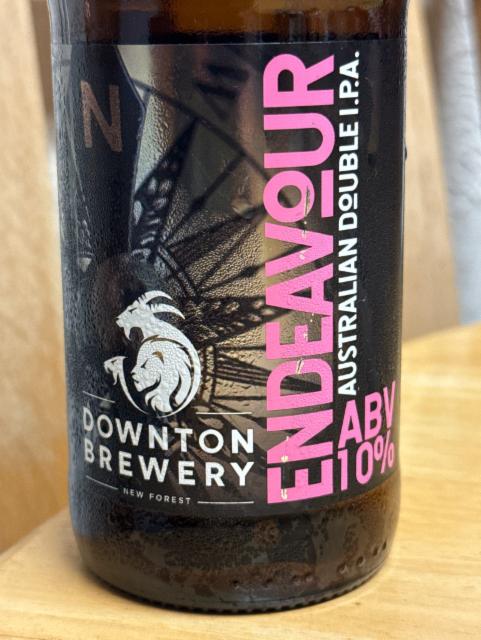 N
DOWNTON
BREWERY
NEW FOREST
ENDEAVOUR
AUSTRALIAN DOUBLE I.P.A.
ABV
10%